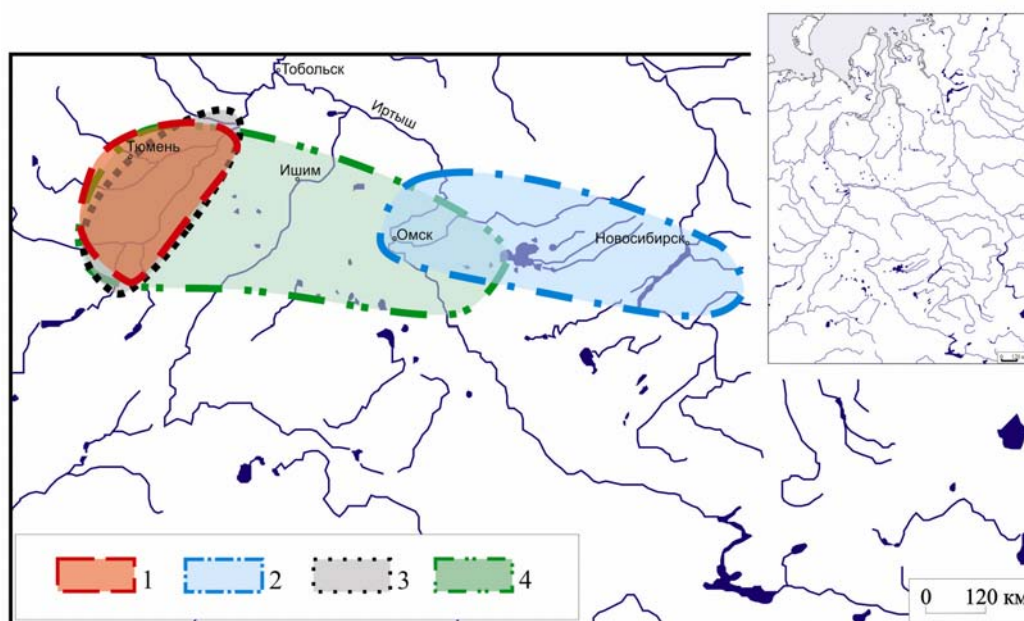 Тобольск
Иртыш
Тюмень
Ишим
Омск
Новосибирск
1
2
3
4
0 120 км